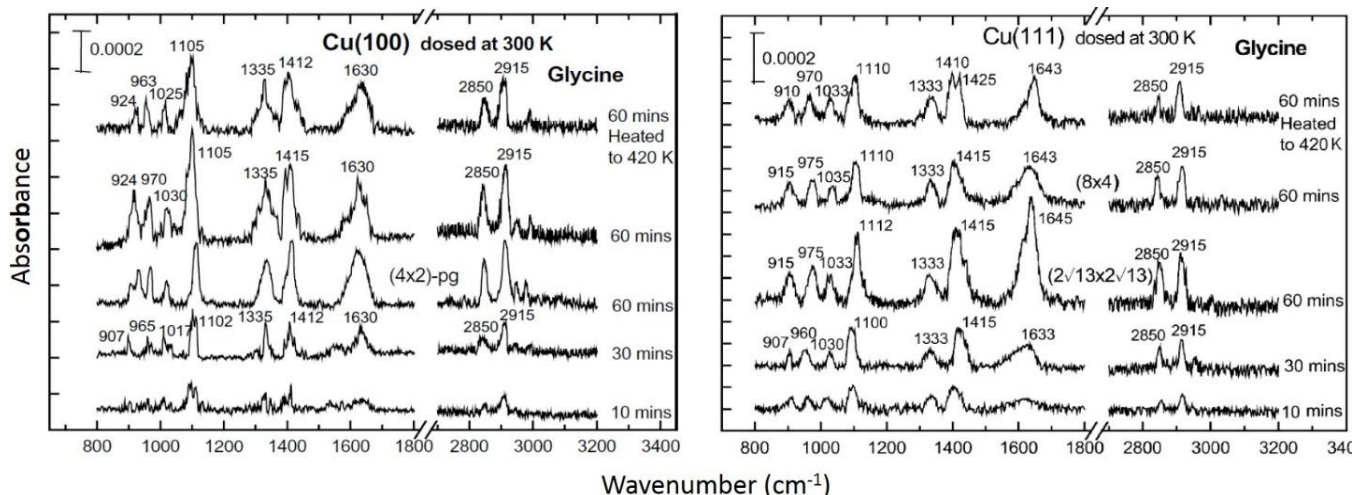 Absorbance
0.0002
Cu(100) dosed at 300 K
Glycine
924 963 1025 1105 1335 1412 1630 2850 2915
60 mins
Heated
to 420 K
924 970 1030 1105 1335 1415 1630 2850 2915
60 mins
(4x2)-pg
60 mins
907 965 1017 1102 1335 1412 1630 2850 2915
30 mins
10 mins
800 1000 1200 1400 1600 1800 2800 3000 3200 3400
0.0002
Cu(111) dosed at 300 K
Glycine
910 970 1033 1110 1333 1410 1425 1643 2850 2915
60 mins
Heated
to 420 K
915 975 1035 1110 1333 1415 1643 2850 2915
(8x4)
60 mins
915 975 1033 1112 1333 1415 1645 2850 2915
(2√13x2√13)
60 mins
907 960 1030 1100 1333 1415 1633 2850 2915
30 mins
10 mins
800 1000 1200 1400 1600 1800 2800 3000 3200 340
Wavenumber (cm⁻¹)